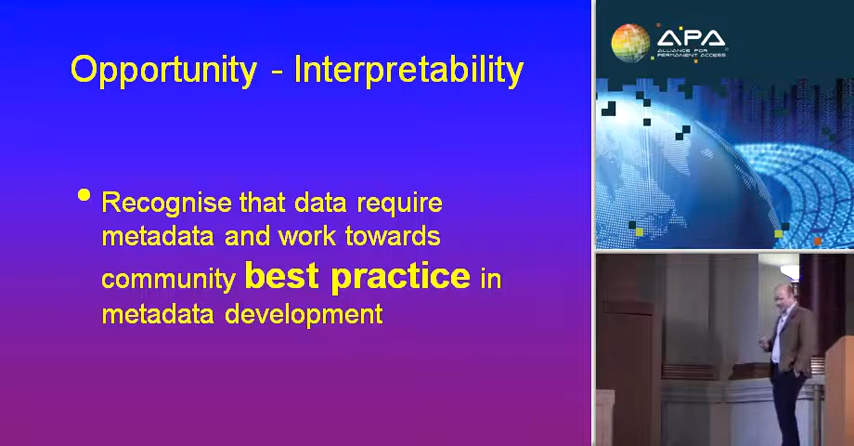 Opportunity - Interpretability
• Recognise that data require
metadata and work towards
community best practice in
metadata development
APA
ALLIANCE FOR
PERMANENT ACCESS